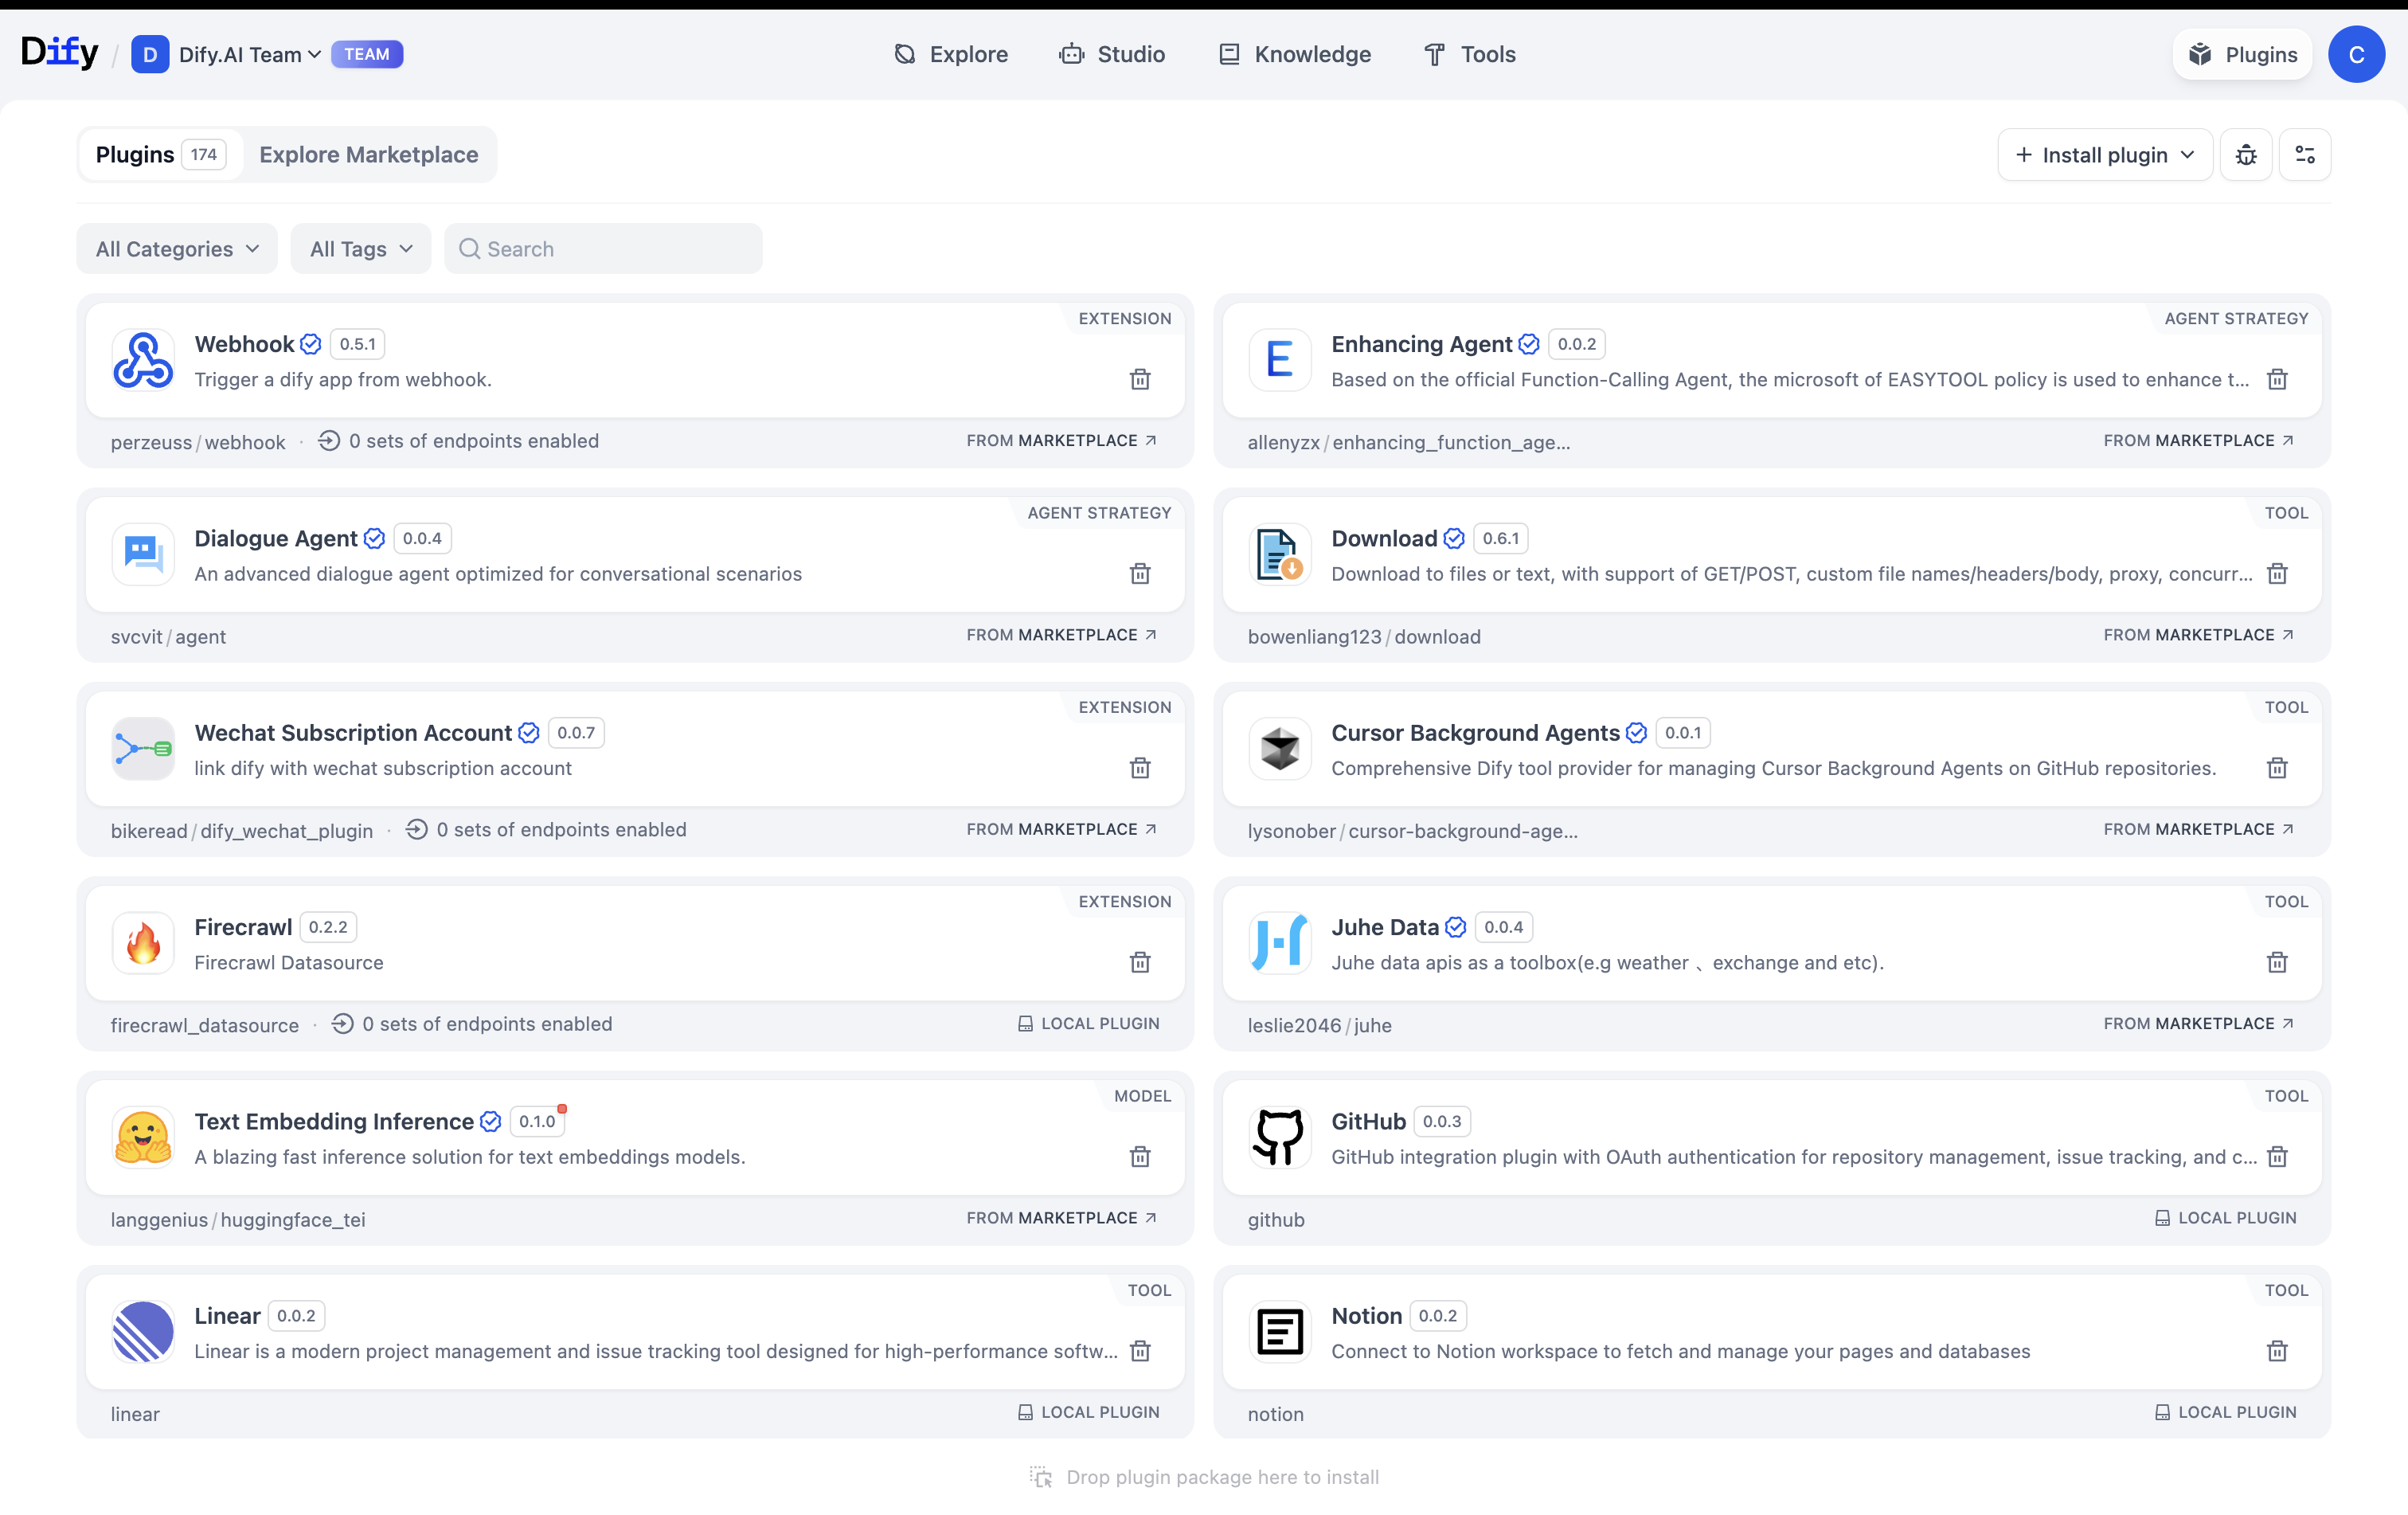 Dify / D Dify.AI Team TEAM Explore Studio Knowledge Tools Plugins C
Plugins 174 Explore Marketplace + Install plugin
All Categories All Tags Search
EXTENSION
Webhook 0.5.1
Trigger a dify app from webhook.
perzeuss / webhook · 0 sets of endpoints enabled FROM MARKETPLACE
AGENT STRATEGY
Enhancing Agent 0.0.2
Based on the official Function-Calling Agent, the microsoft of EASYTOOL policy is used to enhance t...
allenyzx / enhancing_function_age... FROM MARKETPLACE
AGENT STRATEGY
Dialogue Agent 0.0.4
An advanced dialogue agent optimized for conversational scenarios
svcvit / agent FROM MARKETPLACE
TOOL
Download 0.6.1
Download to files or text, with support of GET/POST, custom file names/headers/body, proxy, concurr...
bowenliang123 / download FROM MARKETPLACE
EXTENSION
Wechat Subscription Account 0.0.7
link dify with wechat subscription account
bikeread / dify_wechat_plugin · 0 sets of endpoints enabled FROM MARKETPLACE
TOOL
Cursor Background Agents 0.0.1
Comprehensive Dify tool provider for managing Cursor Background Agents on GitHub repositories.
lysonober / cursor-background-age... FROM MARKETPLACE
EXTENSION
Firecrawl 0.2.2
Firecrawl Datasource
firecrawl_datasource · 0 sets of endpoints enabled LOCAL PLUGIN
TOOL
Juhe Data 0.0.4
Juhe data apis as a toolbox(e.g weather 、exchange and etc).
leslie2046 / juhe FROM MARKETPLACE
MODEL
Text Embedding Inference 0.1.0
A blazing fast inference solution for text embeddings models.
langgenius / huggingface_tei FROM MARKETPLACE
TOOL
GitHub 0.0.3
GitHub integration plugin with OAuth authentication for repository management, issue tracking, and c...
github LOCAL PLUGIN
TOOL
Linear 0.0.2
Linear is a modern project management and issue tracking tool designed for high-performance softw...
linear LOCAL PLUGIN
TOOL
Notion 0.0.2
Connect to Notion workspace to fetch and manage your pages and databases
notion LOCAL PLUGIN
Drop plugin package here to install